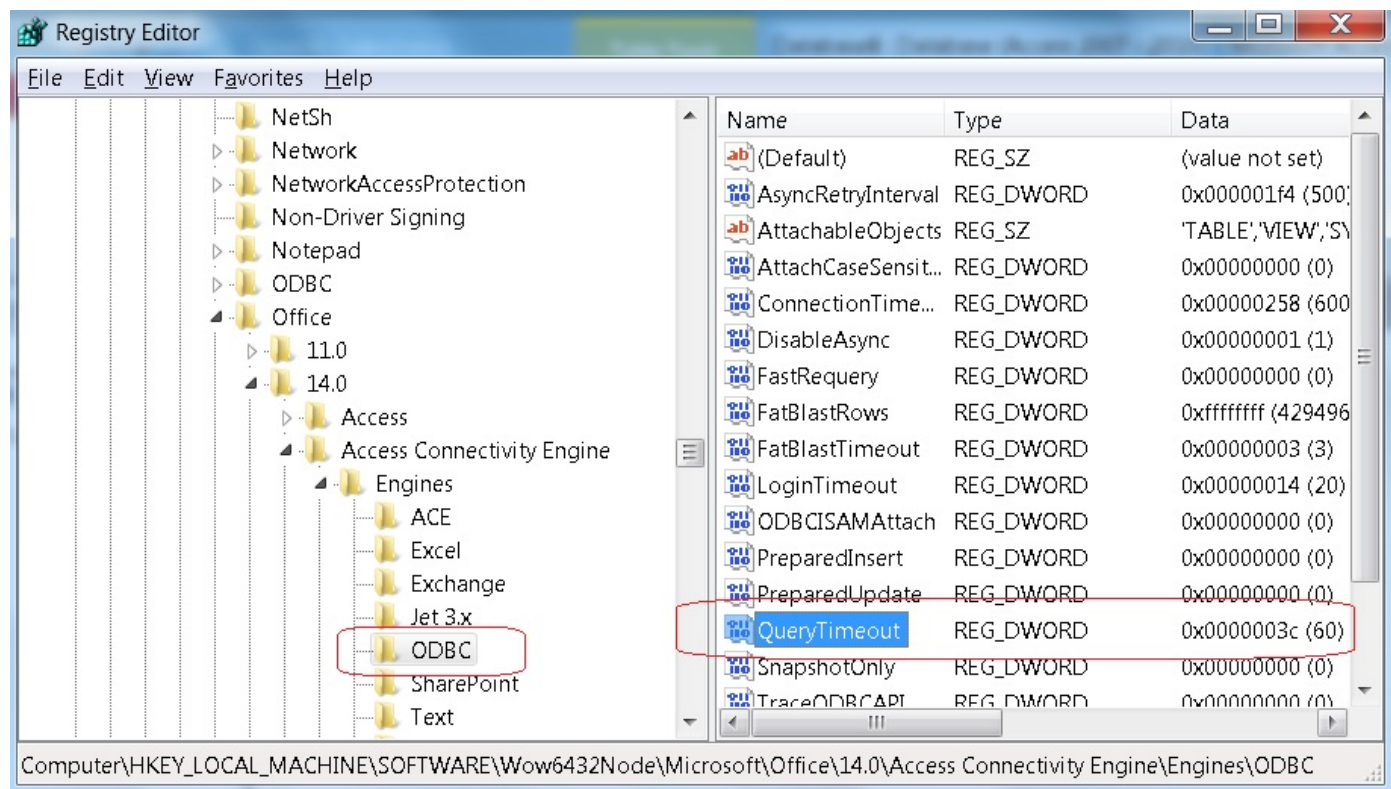 Registry Editor
File Edit View Favorites Help
NetSh
Network
NetworkAccessProtection
Non-Driver Signing
Notepad
ODBC
Office
11.0
14.0
Access
Access Connectivity Engine
Engines
ACE
Excel
Exchange
Jet 3.x
ODBC
SharePoint
Text
Name Type Data
(Default) REG_SZ (value not set)
AsyncRetryInterval REG_DWORD 0x000001f4 (500)
AttachableObjects REG_SZ 'TABLE','VIEW','SY
AttachCaseSensit... REG_DWORD 0x00000000 (0)
ConnectionTime... REG_DWORD 0x00000258 (600
DisableAsync REG_DWORD 0x00000001 (1)
FastRequery REG_DWORD 0x00000000 (0)
FatBlastRows REG_DWORD 0xffffffff (429496
FatBlastTimeout REG_DWORD 0x00000003 (3)
LoginTimeout REG_DWORD 0x00000014 (20)
ODBCISAMAttach REG_DWORD 0x00000000 (0)
PreparedInsert REG_DWORD 0x00000000 (0)
PreparedUpdate REG_DWORD 0x00000000 (0)
QueryTimeout REG_DWORD 0x0000003c (60)
SnapshotOnly REG_DWORD 0x00000000 (0)
TraceODBCAPI REG_DWORD 0x00000000 (0)
Computer\HKEY_LOCAL_MACHINE\SOFTWARE\Wow6432Node\Microsoft\Office\14.0\Access Connectivity Engine\Engines\ODBC